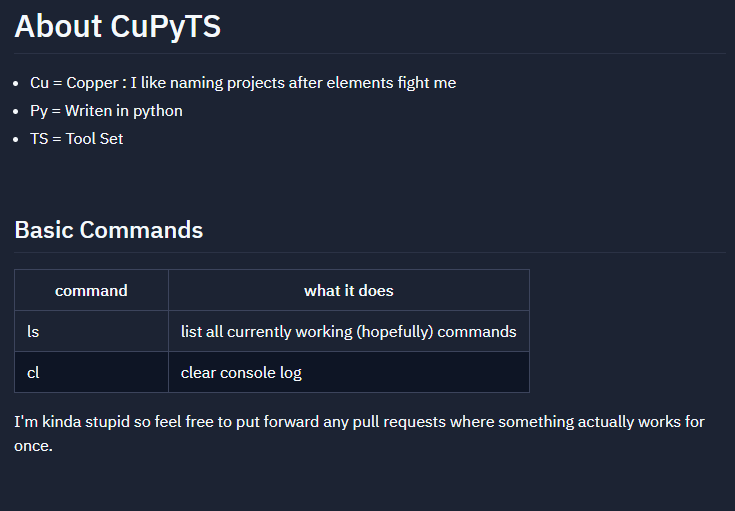 About CuPyTS
Cu = Copper : I like naming projects after elements fight me
Py = Writen in python
TS = Tool Set
Basic Commands
command what it does
ls list all currently working (hopefully) commands
cl clear console log
I'm kinda stupid so feel free to put forward any pull requests where something actually works for
once.